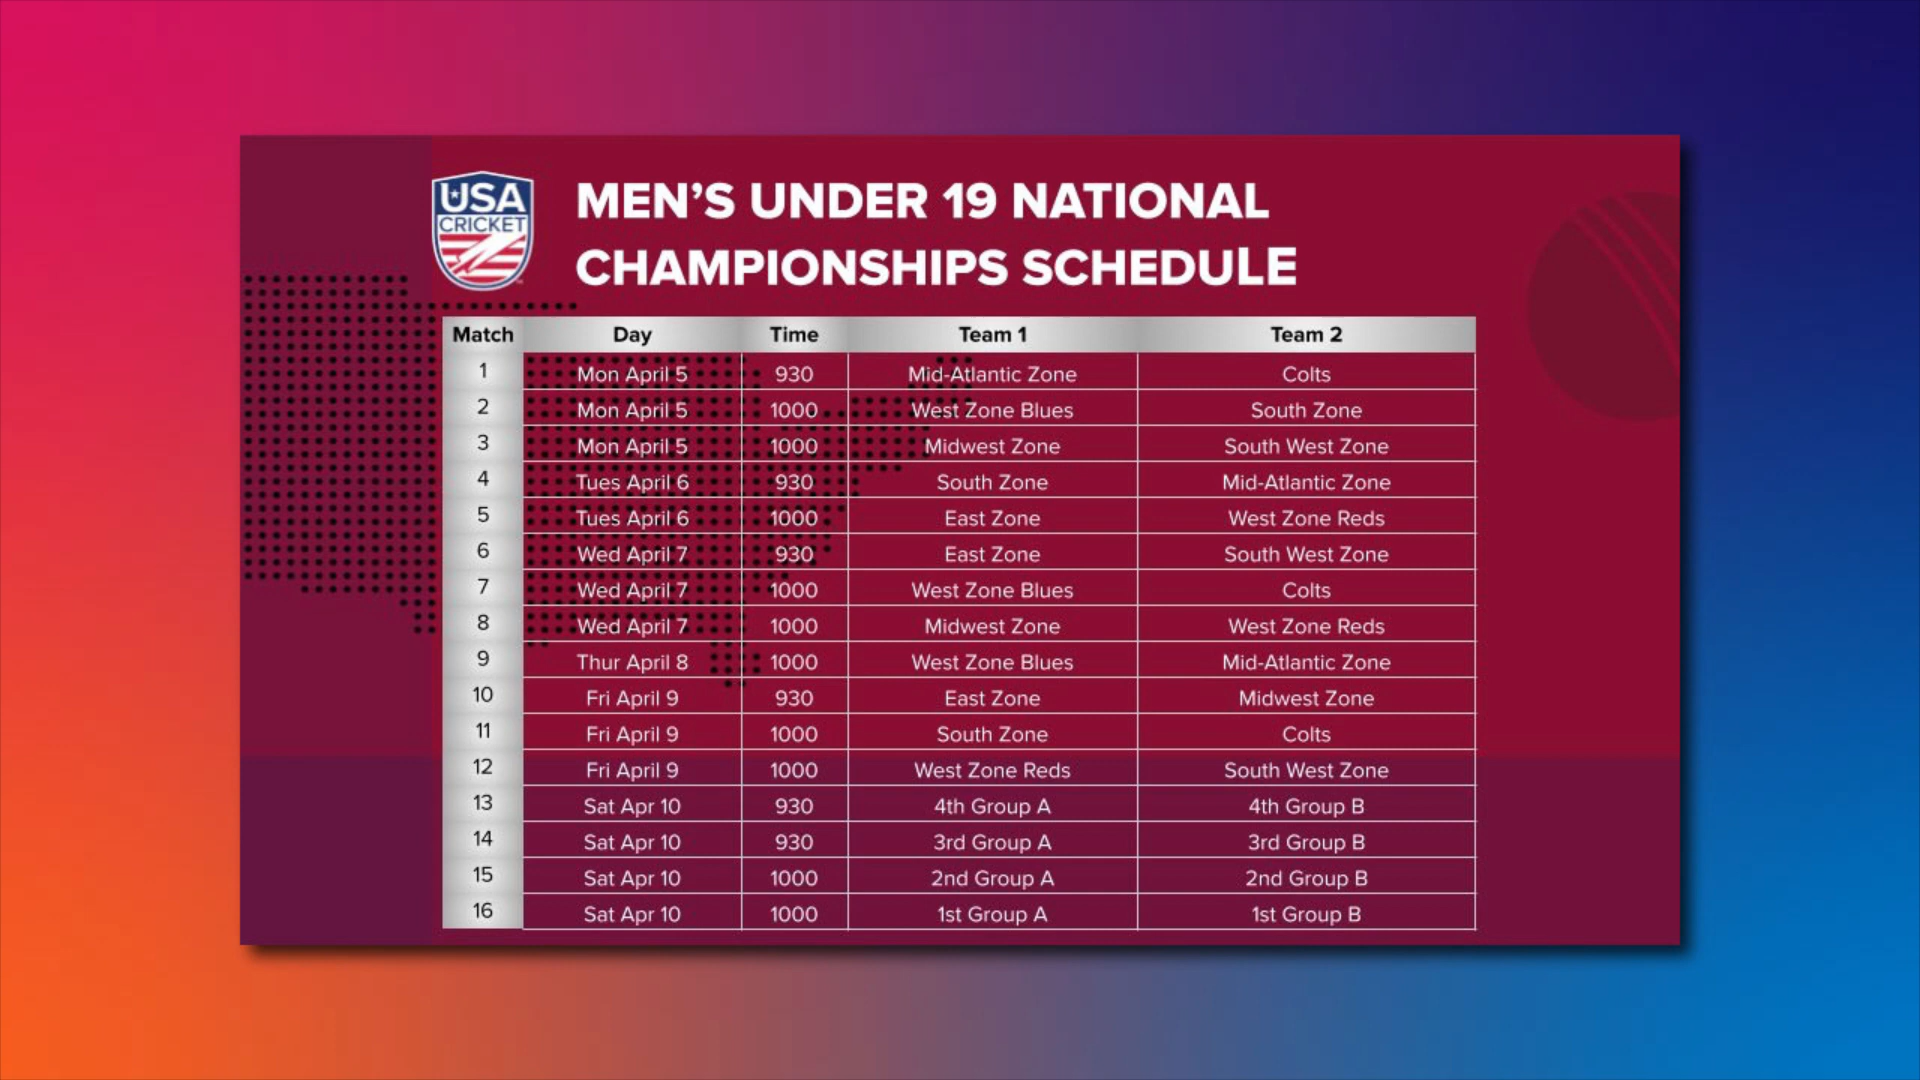 USA
CRICKET
MEN'S UNDER 19 NATIONAL
CHAMPIONSHIPS SCHEDULE
Match Day Time Team 1 Team 2
1 Mon April 5 930 Mid-Atlantic Zone Colts
2 Mon April 5 1000 West Zone Blues South Zone
3 Mon April 5 1000 Midwest Zone South West Zone
4 Tues April 6 930 South Zone Mid-Atlantic Zone
5 Tues April 6 1000 East Zone West Zone Reds
6 Wed April 7 930 East Zone South West Zone
7 Wed April 7 1000 West Zone Blues Colts
8 Wed April 7 1000 Midwest Zone West Zone Reds
9 Thur April 8 1000 West Zone Blues Mid-Atlantic Zone
10 Fri April 9 930 East Zone Midwest Zone
11 Fri April 9 1000 South Zone Colts
12 Fri April 9 1000 West Zone Reds South West Zone
13 Sat Apr 10 930 4th Group A 4th Group B
14 Sat Apr 10 930 3rd Group A 3rd Group B
15 Sat Apr 10 1000 2nd Group A 2nd Group B
16 Sat Apr 10 1000 1st Group A 1st Group B